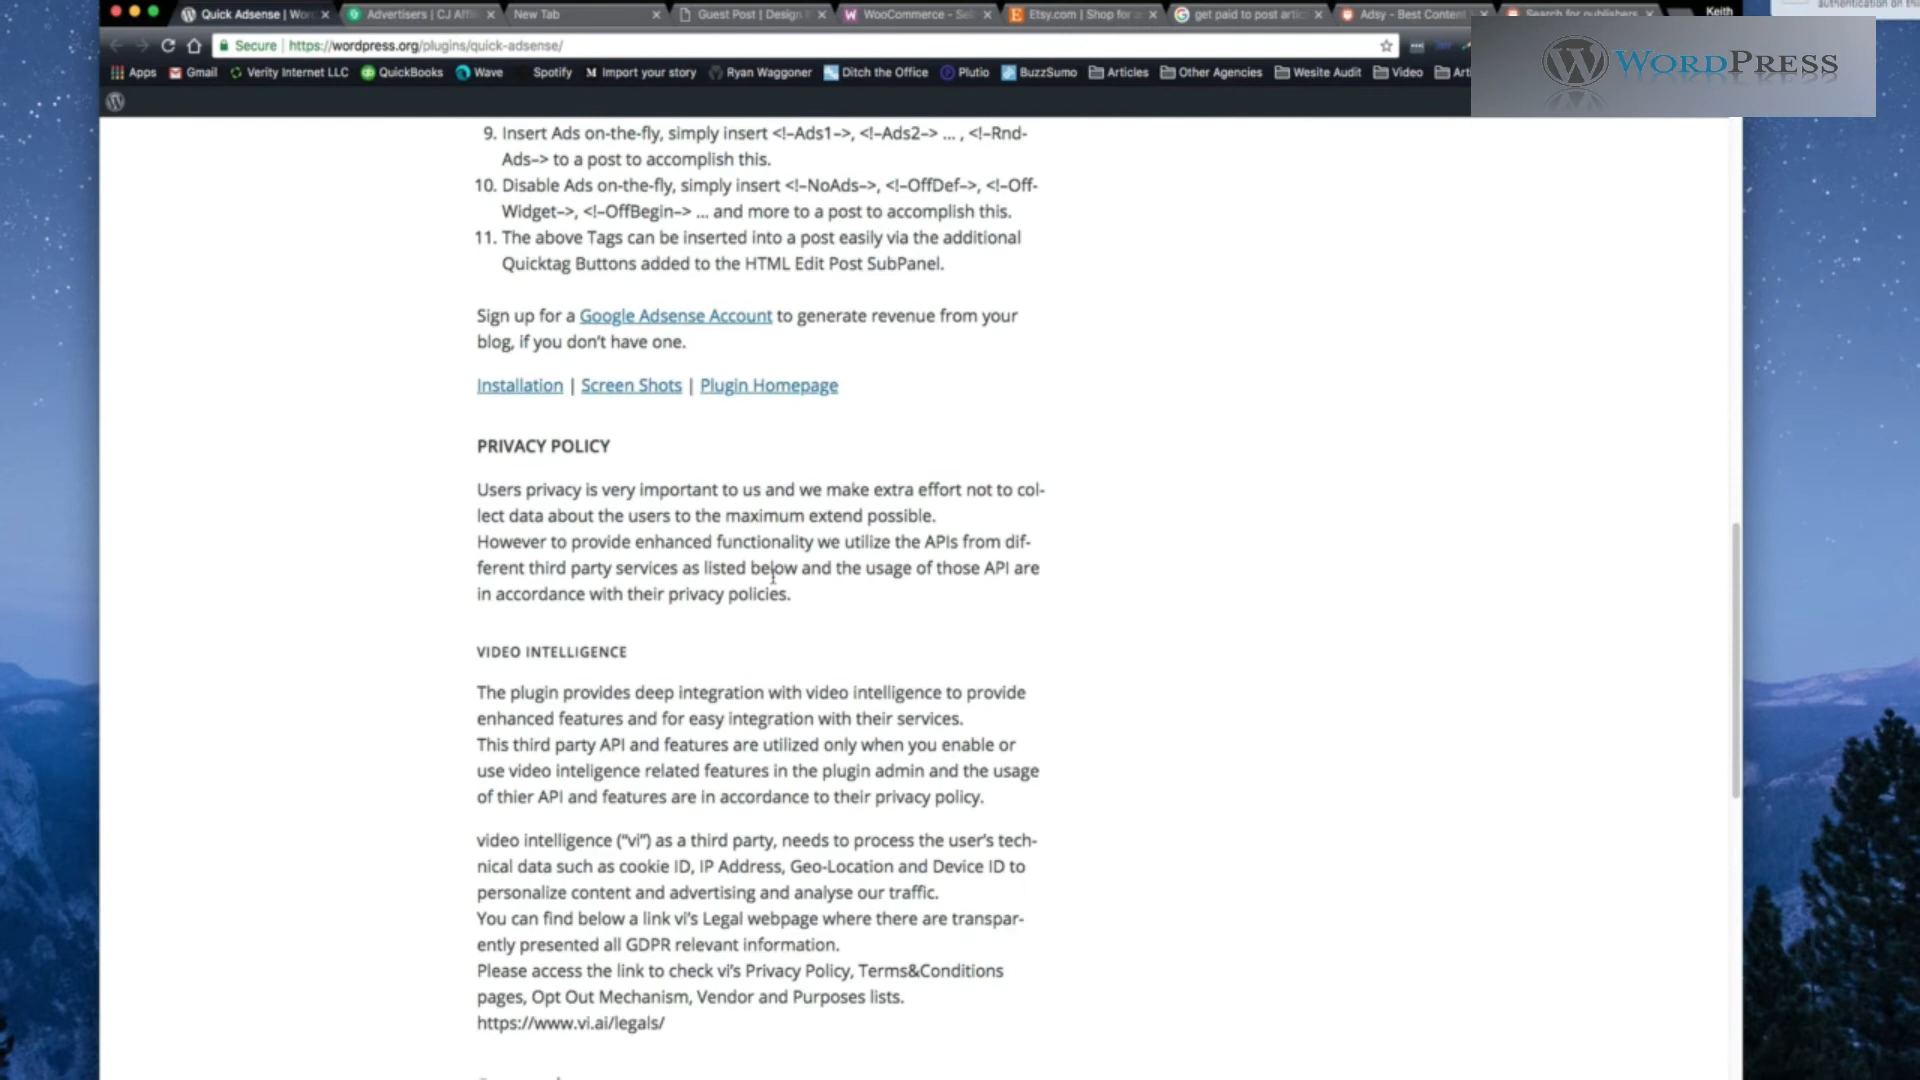 Quick Adsense | Wor
Advertisers | CJ Affili
New Tab
Guest Post | Design
WooCommerce - Sel
Etsy.com | Shop for
get paid to post artic
Adsy - Best Content
Search for publishers
Keith
authentication on
Secure | https://wordpress.org/plugins/quick-adsense/
Apps Gmail Verity Internet LLC QuickBooks Wave Spotify Import your story Ryan Waggoner Ditch the Office Plutio BuzzSumo Articles Other Agencies Wesite Audit Video Art
WORDPRESS
9. Insert Ads on-the-fly, simply insert <!–Ads1–>, <!–Ads2–> … , <!–Rnd-
Ads–> to a post to accomplish this.
10. Disable Ads on-the-fly, simply insert <!–NoAds–>, <!–OffDef–>, <!–Off-
Widget–>, <!–OffBegin–> … and more to a post to accomplish this.
11. The above Tags can be inserted into a post easily via the additional
Quicktag Buttons added to the HTML Edit Post SubPanel.
Sign up for a Google Adsense Account to generate revenue from your
blog, if you don’t have one.
Installation | Screen Shots | Plugin Homepage
PRIVACY POLICY
Users privacy is very important to us and we make extra effort not to col-
lect data about the users to the maximum extend possible.
However to provide enhanced functionality we utilize the APIs from dif-
ferent third party services as listed below and the usage of those API are
in accordance with their privacy policies.
VIDEO INTELLIGENCE
The plugin provides deep integration with video intelligence to provide
enhanced features and for easy integration with their services.
This third party API and features are utilized only when you enable or
use video inteligence related features in the plugin admin and the usage
of thier API and features are in accordance to their privacy policy.
video intelligence (“vi”) as a third party, needs to process the user’s tech-
nical data such as cookie ID, IP Address, Geo-Location and Device ID to
personalize content and advertising and analyse our traffic.
You can find below a link vi’s Legal webpage where there are transpar-
ently presented all GDPR relevant information.
Please access the link to check vi’s Privacy Policy, Terms&Conditions
pages, Opt Out Mechanism, Vendor and Purposes lists.
https://www.vi.ai/legals/